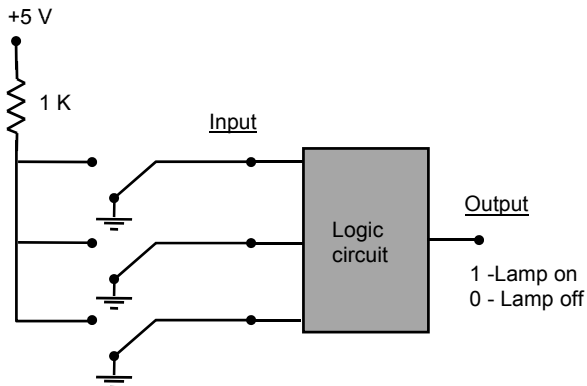 +5 V
1 K
Input
Logic
circuit
Output
1 -Lamp on
0 - Lamp off